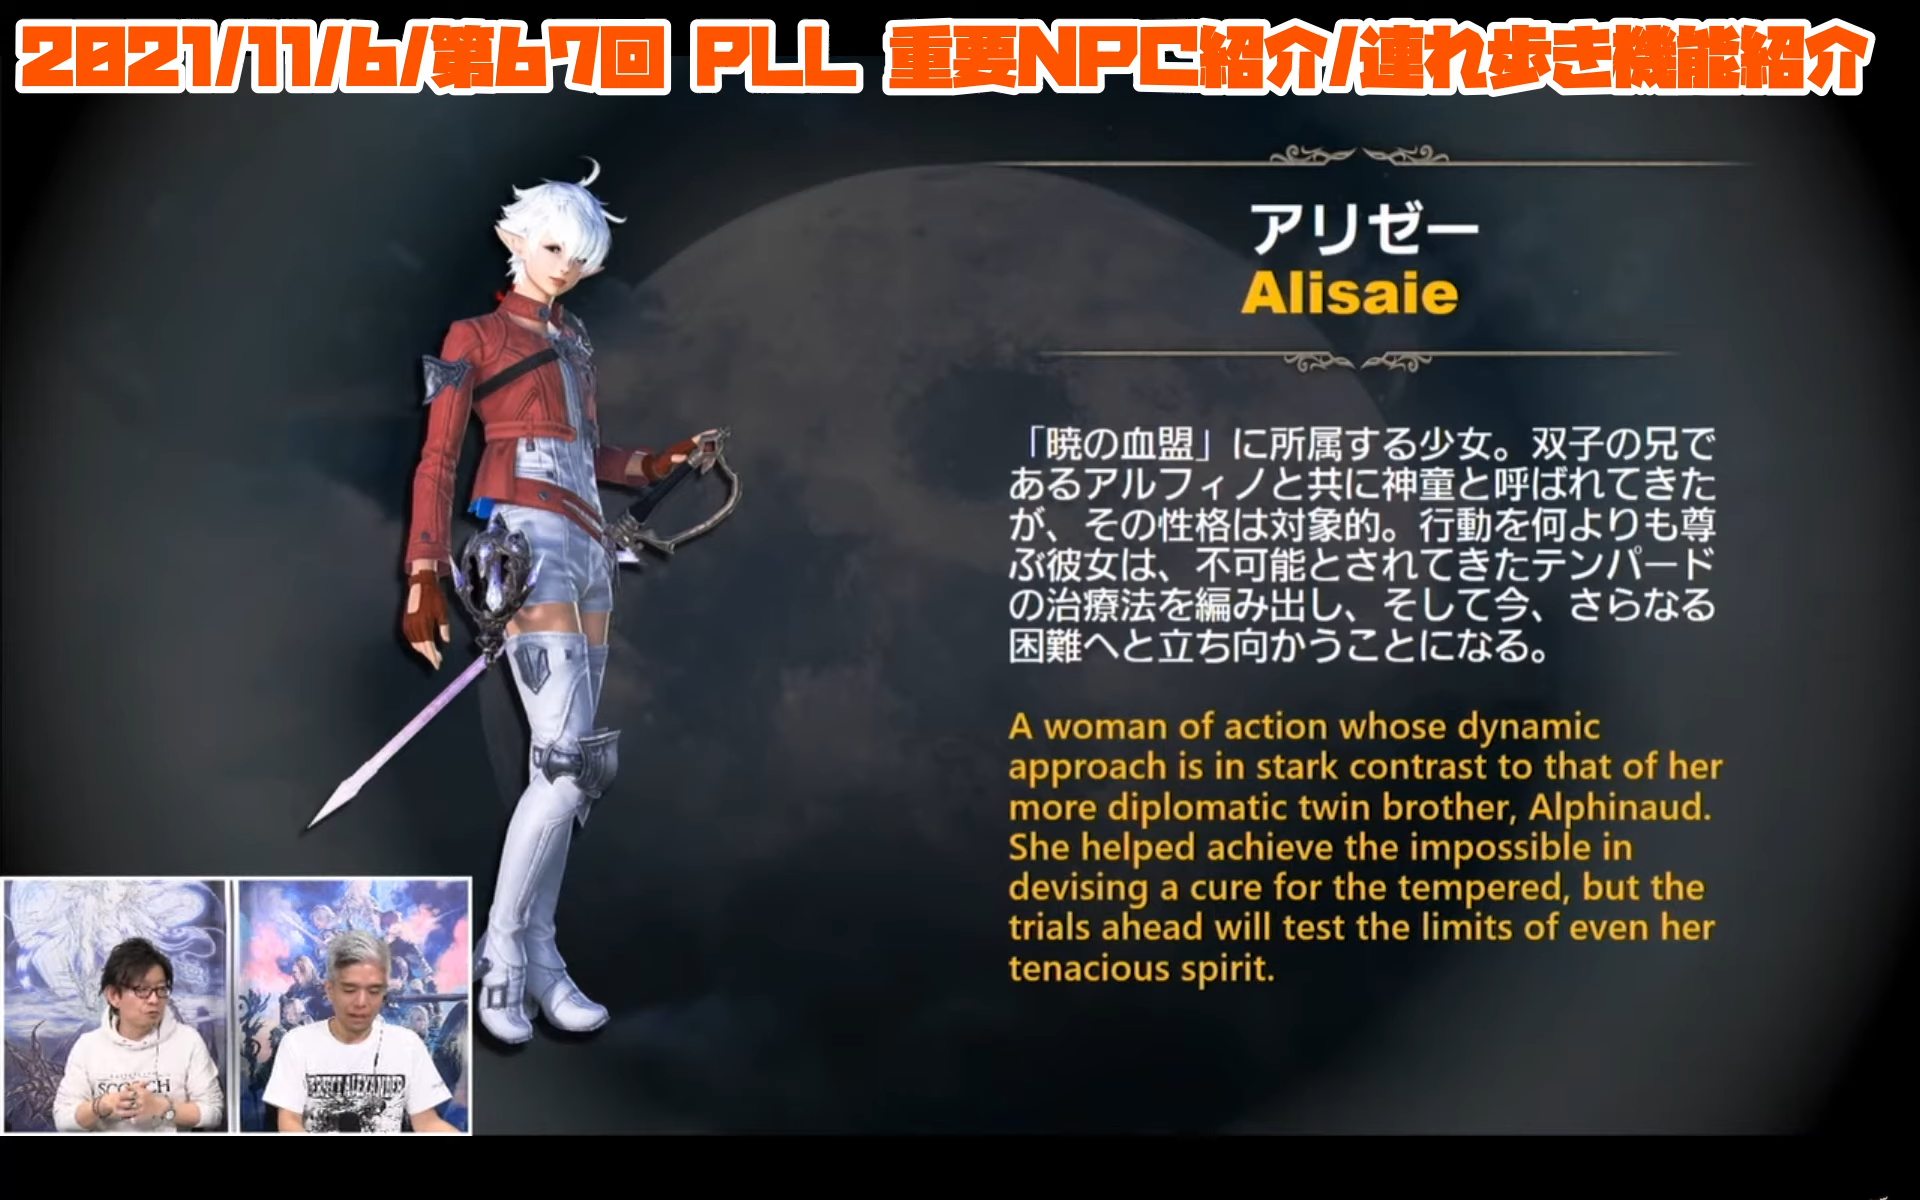 2021/11/6/第67回 PLL 重要NPC紹介/連れ歩き機能紹介
アリゼー
Alisaie
「暁の血盟」に所属する少女。双子の兄で
あるアルフィノと共に神童と呼ばれてきた
が、その性格は対象的。行動を何よりも尊
ぶ彼女は、不可能とされてきたテンパード
の治療法を編み出し、そして今、さらなる
困難へと立ち向かうことになる。
A woman of action whose dynamic
approach is in stark contrast to that of her
more diplomatic twin brother, Alphinaud.
She helped achieve the impossible in
devising a cure for the tempered, but the
trials ahead will test the limits of even her
tenacious spirit.